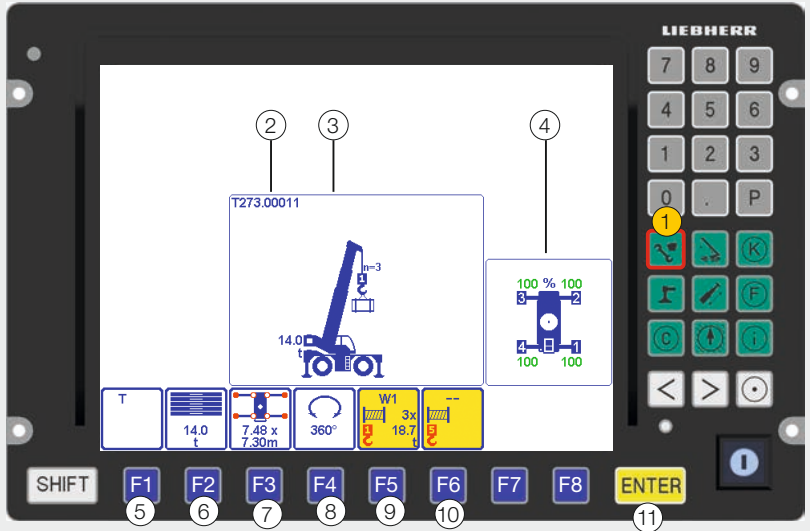 LIEBHERR
7 8 9
4 5 6
1 2 3
0 . P
1
2 3 4
T273.00011
n=3
1
14.0
t
100 % 100
3 2
4 1
100 100
K
F
C i
< >
T
14.0
t
7.48 x
7.30m
360°
W1
3x
1 18.7
t
--
5
SHIFT F1 F2 F3 F4 F5 F6 F7 F8 ENTER
5 6 7 8 9 10 11